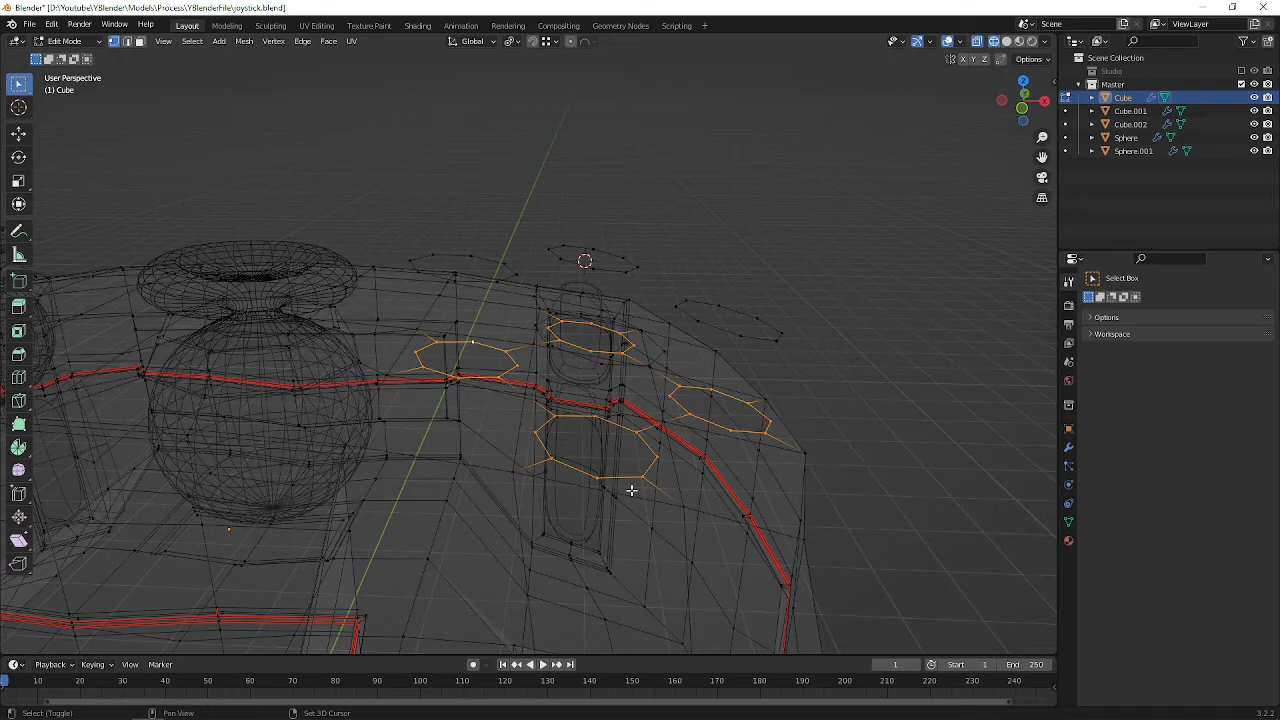 Blender* [D:\Youtube\YBlenderFile\Models\Process\YBlenderFile\joystick.blend]
File Edit Render Window Help Layout Modeling Sculpting UV Editing Texture Paint Shading Animation Rendering Compositing Geometry Nodes Scripting + Scene ViewLayer
Edit Mode View Select Add Mesh Vertex Edge Face UV Global
X Y Z Options
User Perspective
(1) Cube
Z
X
Y
Scene Collection
Studio
Master
Cube
Cube.001
Cube.002
Sphere
Sphere.001
Select Box
Options
Workspace
Playback Keying View Marker 1 Start 1 End 250
10 20 30 40 50 60 70 80 90 100 110 120 130 140 150 160 170 180 190 200 210 220 230 240
Select (Toggle) Pan View Set 3D Cursor 3.2.2